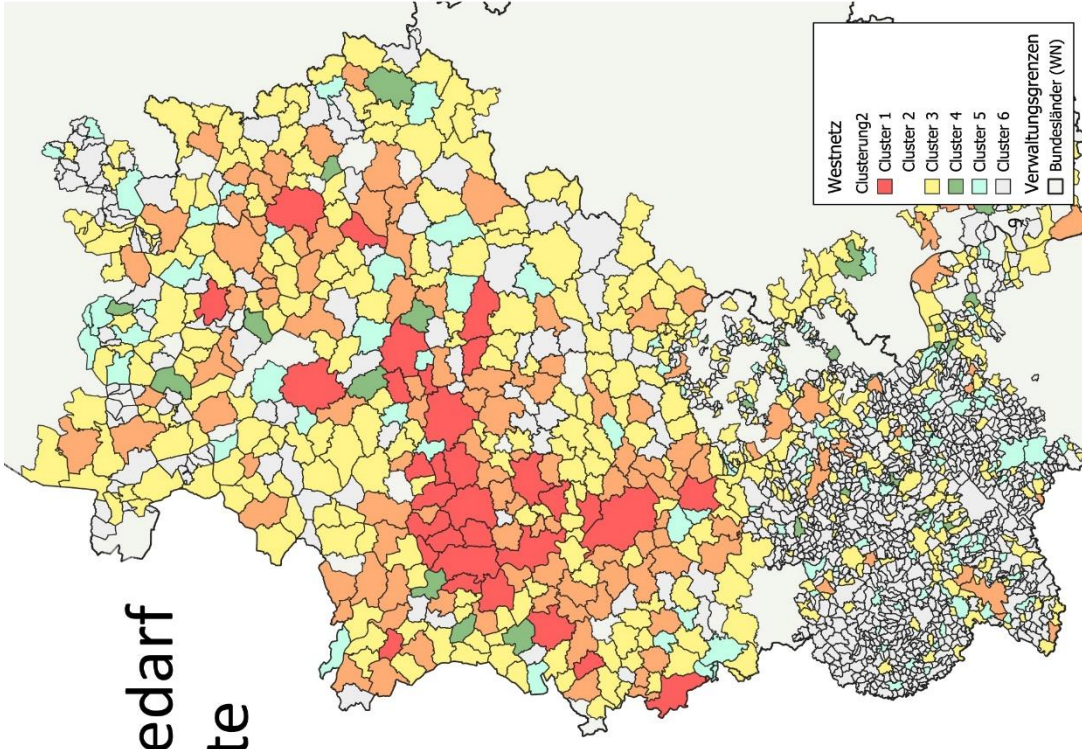 edarf
te
Westnetz
Clusterung2
Cluster 1
Cluster 2
Cluster 3
Cluster 4
Cluster 5
Cluster 6
Verwaltungsgrenzen
Bundesländer (WN)
9